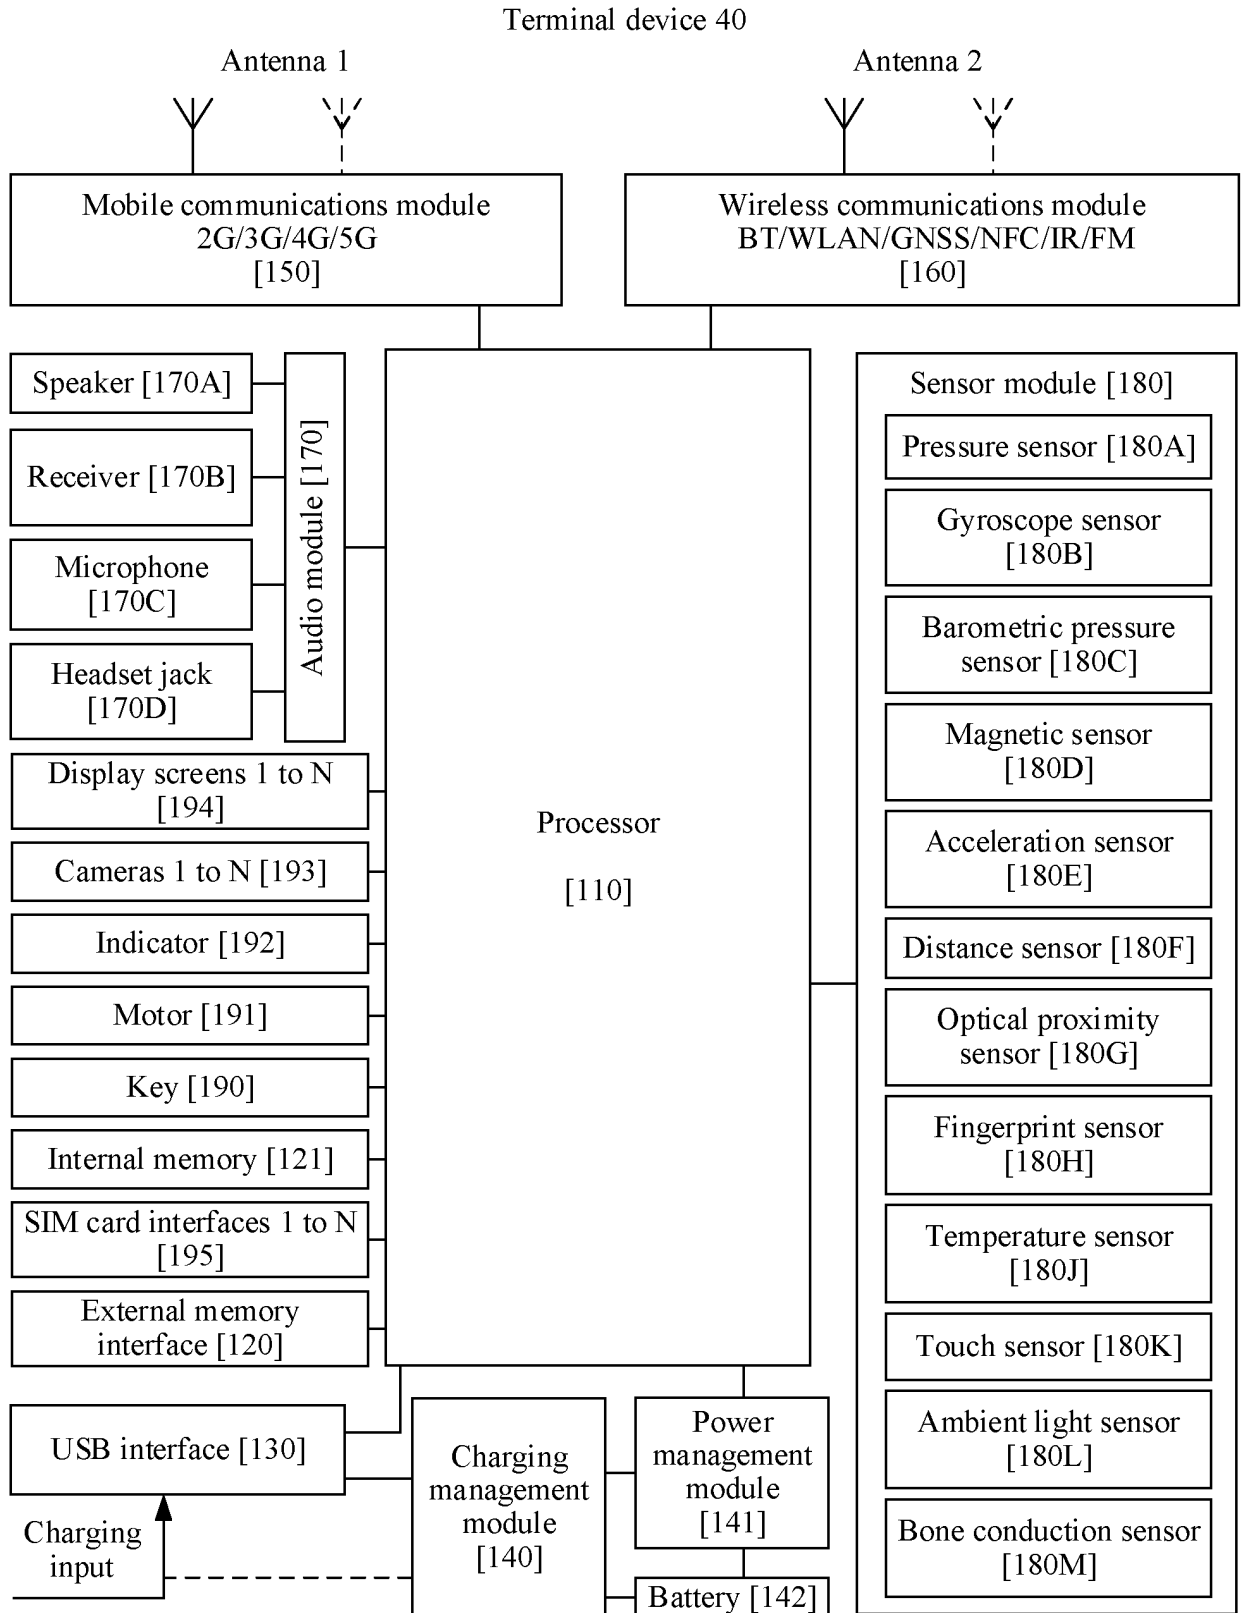 Terminal device 40
Antenna 1
Antenna 2
Mobile communications module
2G/3G/4G/5G
[150]
Wireless communications module
BT/WLAN/GNSS/NFC/IR/FM
[160]
Speaker [170A]
Receiver [170B]
Microphone
[170C]
Headset jack
[170D]
Audio module [170]
Display screens 1 to N
[194]
Cameras 1 to N [193]
Indicator [192]
Motor [191]
Key [190]
Internal memory [121]
SIM card interfaces 1 to N
[195]
External memory
interface [120]
Processor
[110]
Sensor module [180]
Pressure sensor [180A]
Gyroscope sensor
[180B]
Barometric pressure
sensor [180C]
Magnetic sensor
[180D]
Acceleration sensor
[180E]
Distance sensor [180F]
Optical proximity
sensor [180G]
Fingerprint sensor
[180H]
Temperature sensor
[180J]
Touch sensor [180K]
Ambient light sensor
[180L]
Bone conduction sensor
[180M]
USB interface [130]
Charging
input
Charging
management
module
[140]
Power
management
module
[141]
Battery [142]